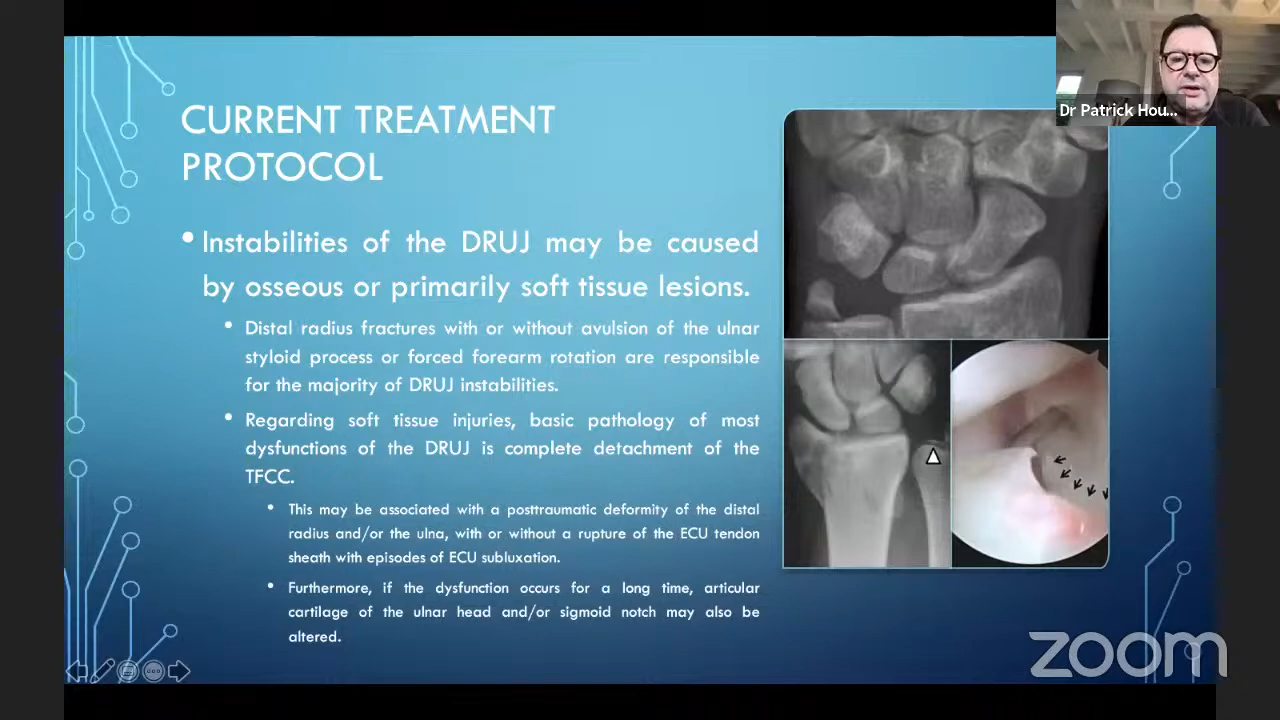 CURRENT TREATMENT
PROTOCOL
• Instabilities of the DRUJ may be caused
by osseous or primarily soft tissue lesions.
• Distal radius fractures with or without avulsion of the ulnar
styloid process or forced forearm rotation are responsible
for the majority of DRUJ instabilities.
• Regarding soft tissue injuries, basic pathology of most
dysfunctions of the DRUJ is complete detachment of the
TFCC.
• This may be associated with a posttraumatic deformity of the distal
radius and/or the ulna, with or without a rupture of the ECU tendon
sheath with episodes of ECU subluxation.
• Furthermore, if the dysfunction occurs for a long time, articular
cartilage of the ulnar head and/or sigmoid notch may also be
altered.
Dr Patrick Hou...
zoom